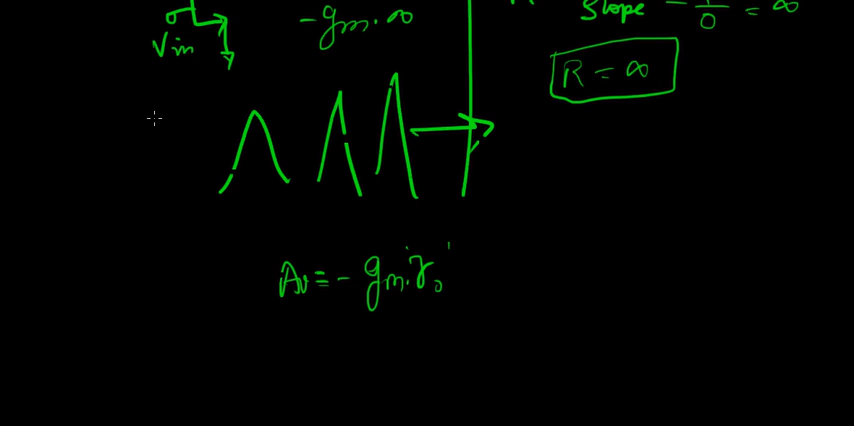 Slope = 1/0 = ∞
-gm.∞
Vin
R = ∞
Av = - gm.r0